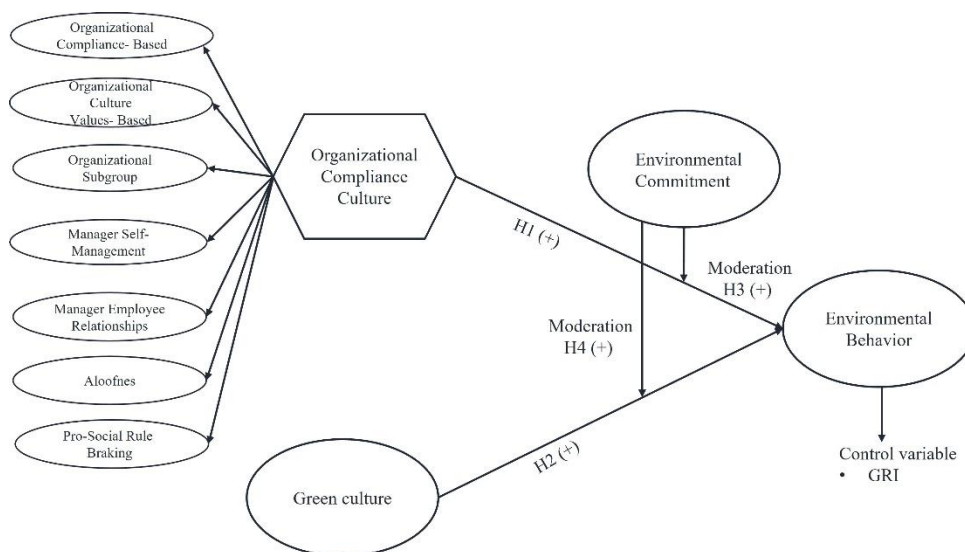 Organizational
Compliance- Based
Organizational
Culture
Values- Based
Organizational
Subgroup
Manager Self-
Management
Manager Employee
Relationships
Aloofnes
Pro-Social Rule
Braking
Organizational
Compliance
Culture
Green culture
H1 (+)
H2 (+)
Environmental
Commitment
Moderation
H3 (+)
Moderation
H4 (+)
Environmental
Behavior
Control variable
• GRI